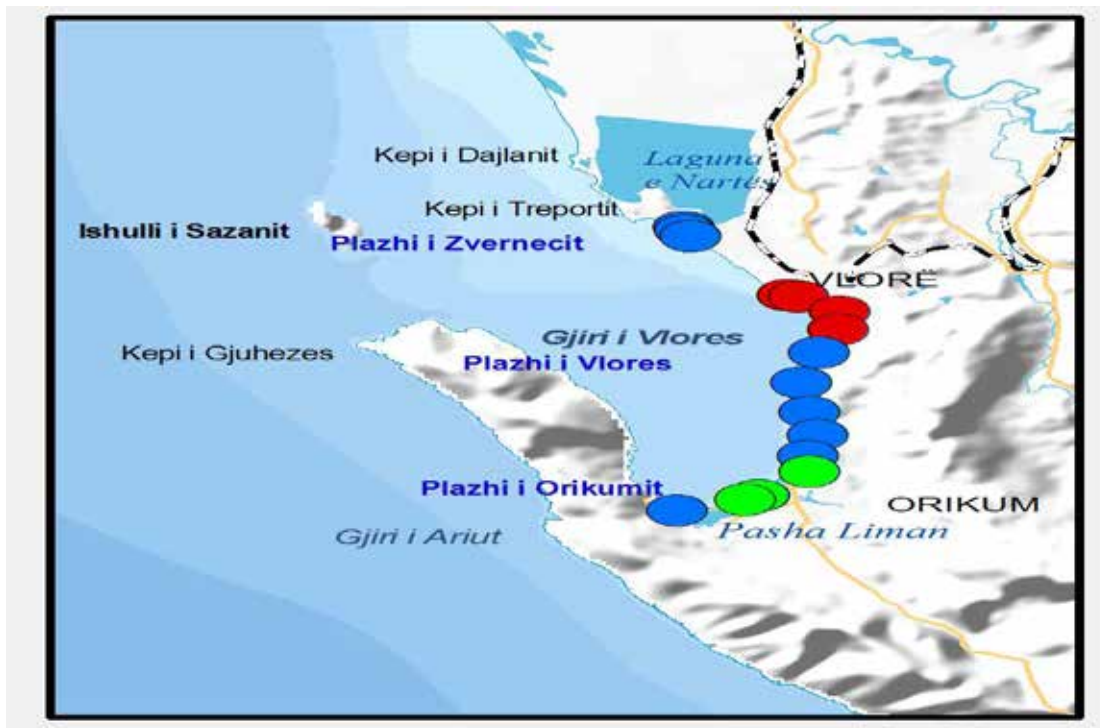 Kepi i Dajlanit
Laguna
e Nartës
Kepi i Treportit
Ishulli i Sazanit
Plazhi i Zvernecit
VLORË
Gjiri i Vlores
Kepi i Gjuhezes
Plazhi i Vlores
Plazhi i Orikumit
ORIKUM
Gjiri i Ariut
Pasha Liman